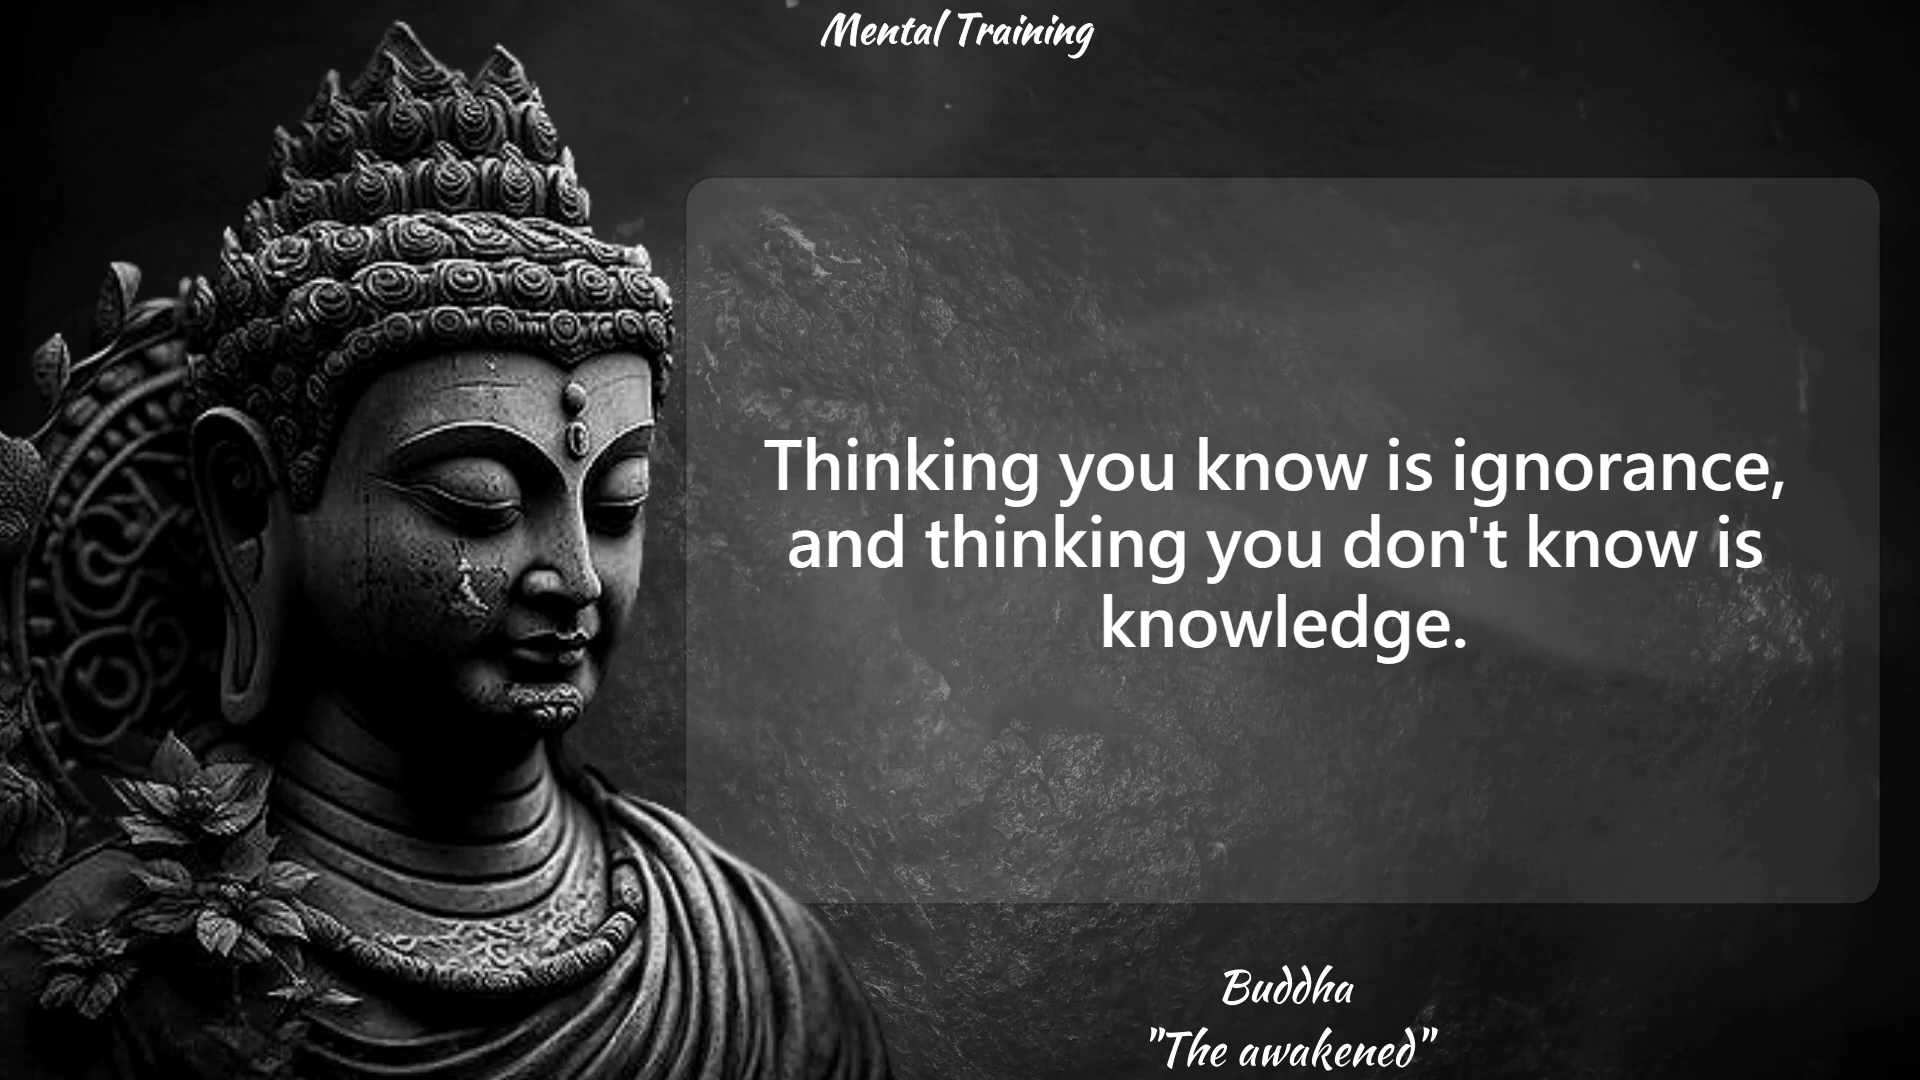 Mental Training
Thinking you know is ignorance,
and thinking you don't know is
knowledge.
Buddha
"The awakened"